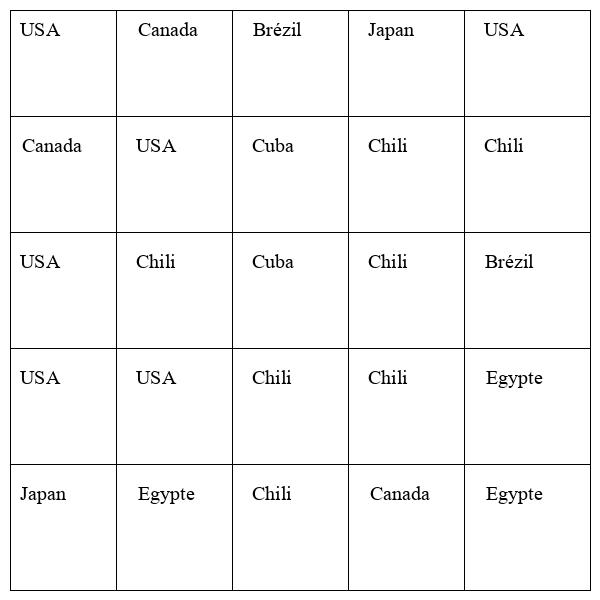 USA Canada Brézil Japan USA
Canada USA Cuba Chili Chili
USA Chili Cuba Chili Brézil
USA USA Chili Chili Egypte
Japan Egypte Chili Canada Egypte